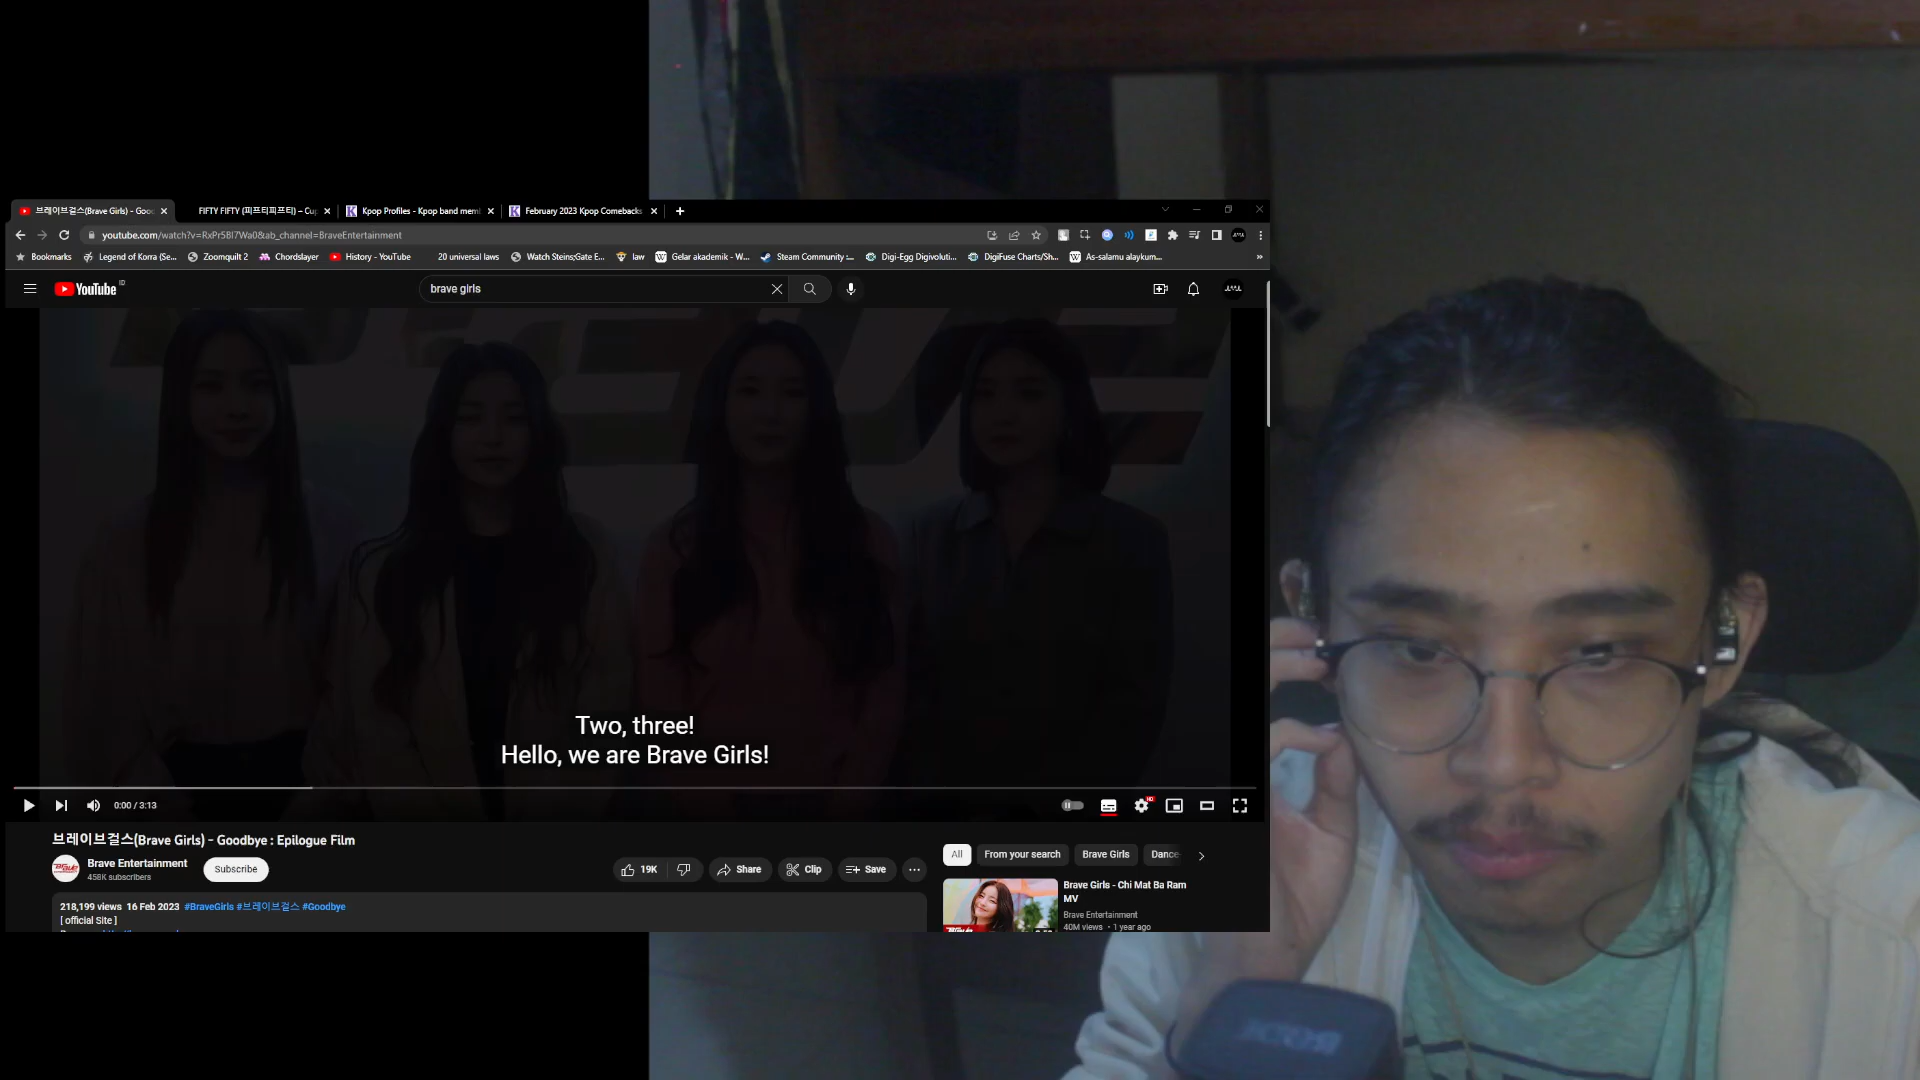 브레이브걸스(Brave Girls) - Goo
FIFTY FIFTY (피프티피프티) – Cup
Kpop Profiles - Kpop band mem
February 2023 Kpop Comebacks
youtube.com/watch?v=RxPr5Bl7Wa0&ab_channel=BraveEntertainment
Bookmarks
Legend of Korra (Se...
Zoomquilt 2
Chordslayer
History - YouTube
20 universal laws
Watch Steins;Gate E...
law
Gelar akademik - W...
Steam Community :...
Digi-Egg Digivoluti...
DigiFuse Charts/Sh...
As-salamu alaykum...
YouTube ID
brave girls
Two, three!
Hello, we are Brave Girls!
0:00 / 3:13
HD
브레이브걸스(Brave Girls) - Goodbye : Epilogue Film
Brave Entertainment
458K subscribers
Subscribe
19K
Share
Clip
Save
All
From your search
Brave Girls
Dance
218,199 views 16 Feb 2023 #BraveGirls #브레이브걸스 #Goodbye
[ official Site ]
Brave Girls - Chi Mat Ba Ram
MV
Brave Entertainment
40M views • 1 year ago